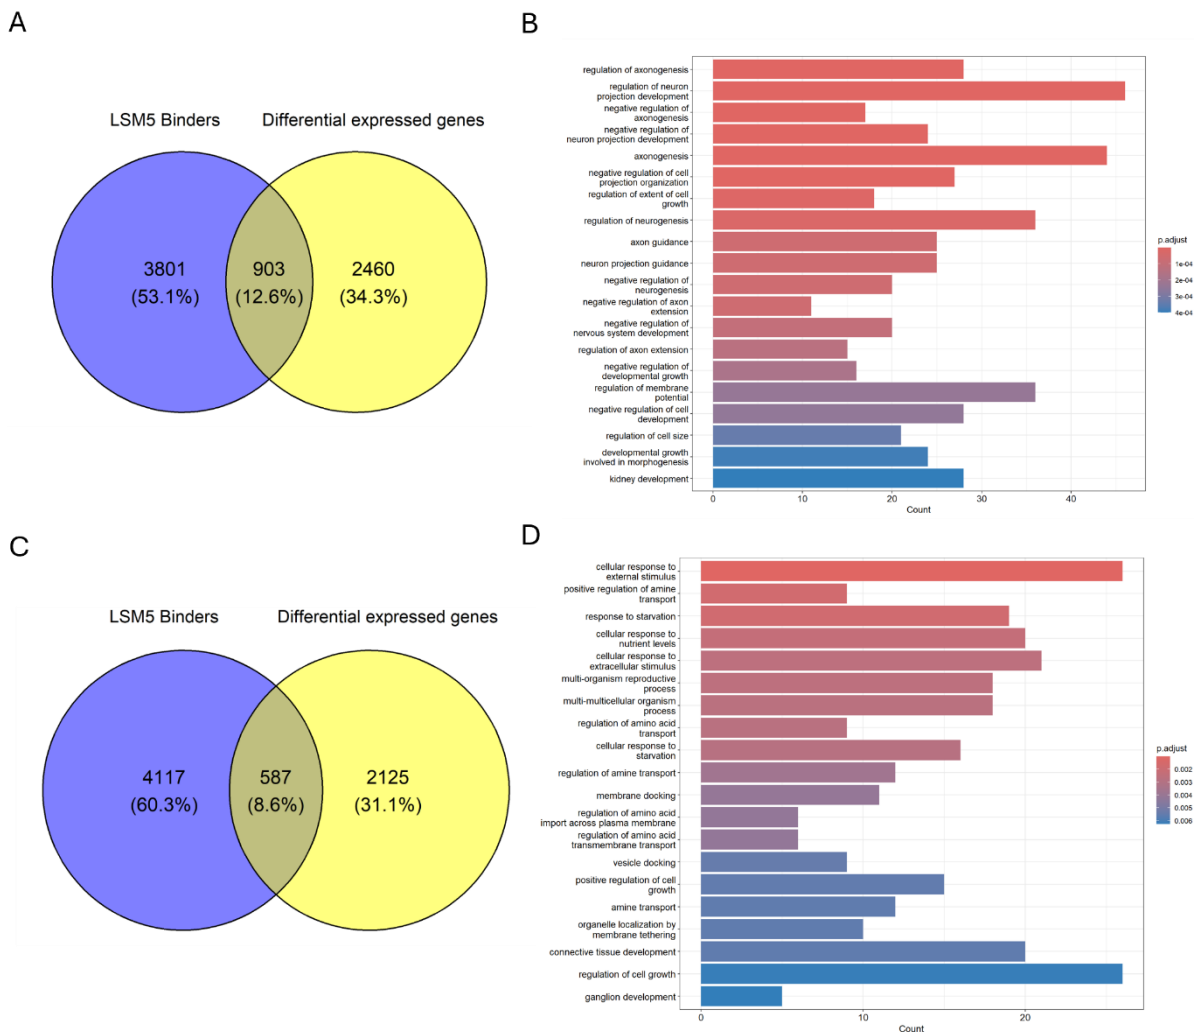 A
B
LSM5 Binders
Differential expressed genes
3801
(53.1%)
903
(12.6%)
2460
(34.3%)
regulation of axonogenesis
regulation of neuron
projection development
negative regulation of
axonogenesis
negative regulation of
neuron projection development
axonogenesis
negative regulation of cell
projection organization
regulation of extent of cell
growth
regulation of neurogenesis
axon guidance
neuron projection guidance
negative regulation of
neurogenesis
negative regulation of axon
extension
negative regulation of
nervous system development
regulation of axon extension
negative regulation of
developmental growth
regulation of membrane
potential
negative regulation of cell
development
regulation of cell size
developmental growth
involved in morphogenesis
kidney development
0
10
20
30
40
Count
p.adjust
1e-04
2e-04
3e-04
4e-04
C
D
LSM5 Binders
Differential expressed genes
4117
(60.3%)
587
(8.6%)
2125
(31.1%)
cellular response to
external stimulus
positive regulation of amine
transport
response to starvation
cellular response to
nutrient levels
cellular response to
extracellular stimulus
multi-organism reproductive
process
multi-multicellular organism
process
regulation of amino acid
transport
cellular response to
starvation
regulation of amine transport
membrane docking
regulation of amino acid
import across plasma membrane
regulation of amino acid
transmembrane transport
vesicle docking
positive regulation of cell
growth
amine transport
organelle localization by
membrane tethering
connective tissue development
regulation of cell growth
ganglion development
0
10
20
Count
p.adjust
0.002
0.003
0.004
0.005
0.006